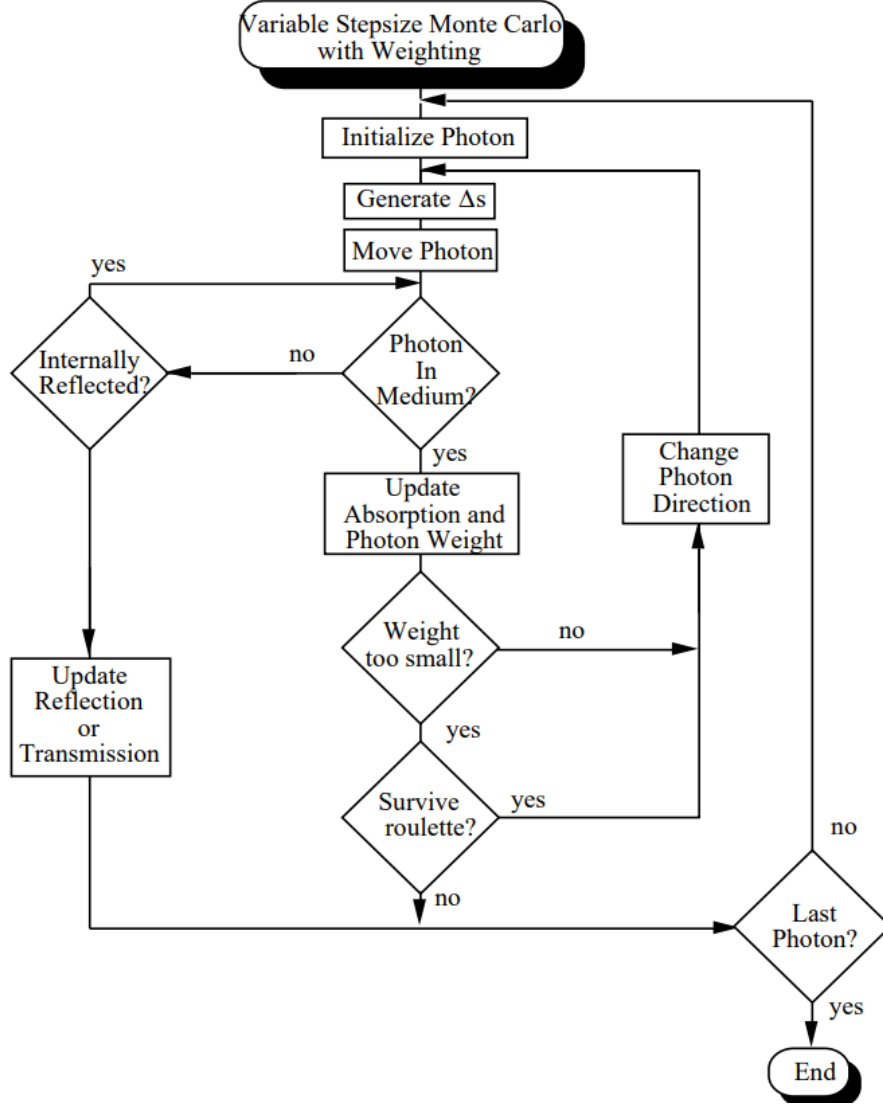 Variable Stepsize Monte Carlo
with Weighting
Initialize Photon
Generate Δs
Move Photon
yes
Internally
Reflected?
no
Photon
In
Medium?
yes
Update
Absorption and
Photon Weight
Change
Photon
Direction
Weight
too small?
no
yes
Update
Reflection
or
Transmission
Survive
roulette?
yes
no
no
Last
Photon?
yes
End